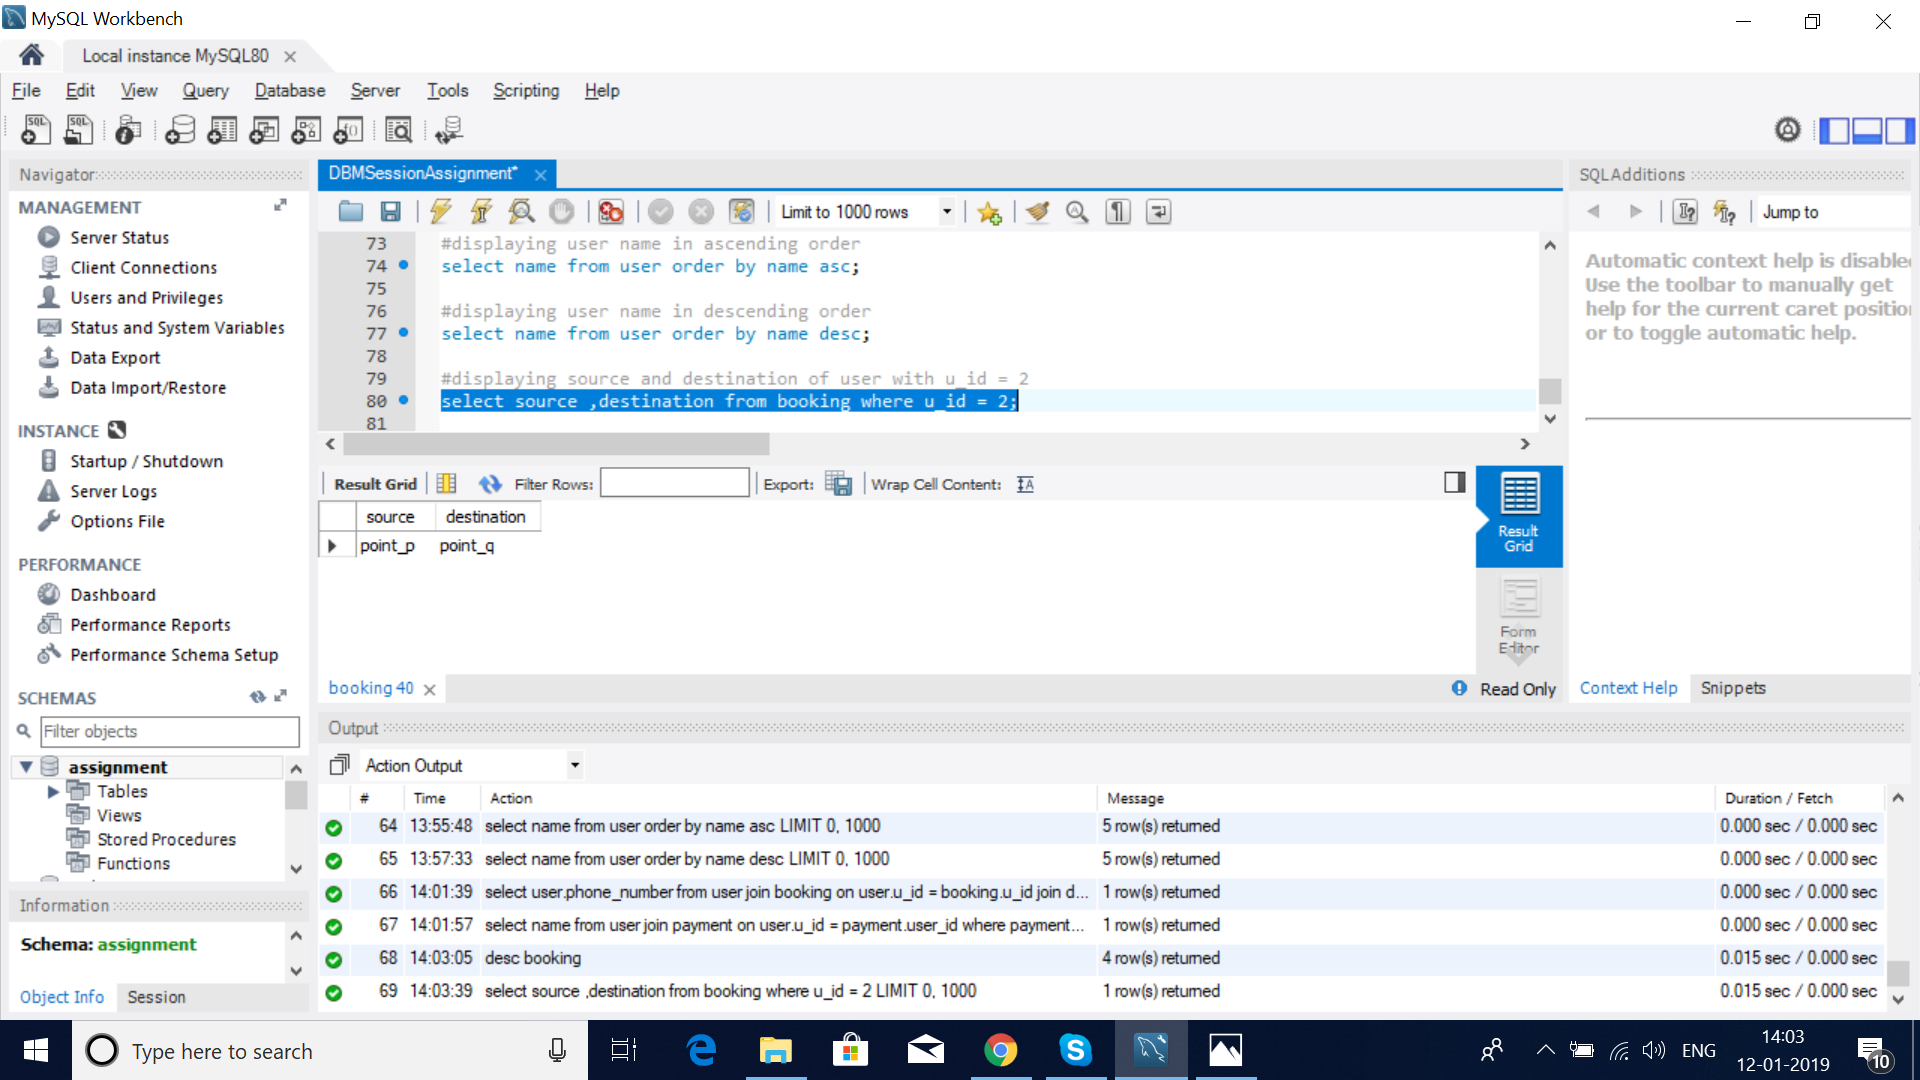 MySQL Workbench
Local instance MySQL80
File Edit View Query Database Server Tools Scripting Help
Navigator
MANAGEMENT
Server Status
Client Connections
Users and Privileges
Status and System Variables
Data Export
Data Import/Restore
INSTANCE
Startup / Shutdown
Server Logs
Options File
PERFORMANCE
Dashboard
Performance Reports
Performance Schema Setup
SCHEMAS
Filter objects
assignment
Tables
Views
Stored Procedures
Functions
Information
Schema: assignment
Object Info Session
DBMSessionAssignment*
Limit to 1000 rows
73 #displaying user name in ascending order
74 select name from user order by name asc;
75
76 #displaying user name in descending order
77 select name from user order by name desc;
78
79 #displaying source and destination of user with u_id = 2
80 select source ,destination from booking where u_id = 2;
81
Result Grid Filter Rows: Export: Wrap Cell Content:
source destination
point_p point_q
Result
Grid
Form
Editor
booking 40
Read Only
SQLAdditions
Jump to
Automatic context help is disable
Use the toolbar to manually get
help for the current caret position
or to toggle automatic help.
Context Help Snippets
Output
Action Output
# Time Action Message Duration / Fetch
64 13:55:48 select name from user order by name asc LIMIT 0, 1000 5 row(s) returned 0.000 sec / 0.000 sec
65 13:57:33 select name from user order by name desc LIMIT 0, 1000 5 row(s) returned 0.000 sec / 0.000 sec
66 14:01:39 select user.phone_number from user join booking on user.u_id = booking.u_id join d... 1 row(s) returned 0.000 sec / 0.000 sec
67 14:01:57 select name from user join payment on user.u_id = payment.user_id where payment... 1 row(s) returned 0.000 sec / 0.000 sec
68 14:03:05 desc booking 4 row(s) returned 0.015 sec / 0.000 sec
69 14:03:39 select source ,destination from booking where u_id = 2 LIMIT 0, 1000 1 row(s) returned 0.015 sec / 0.000 sec
Type here to search
ENG
14:03
12-01-2019
10